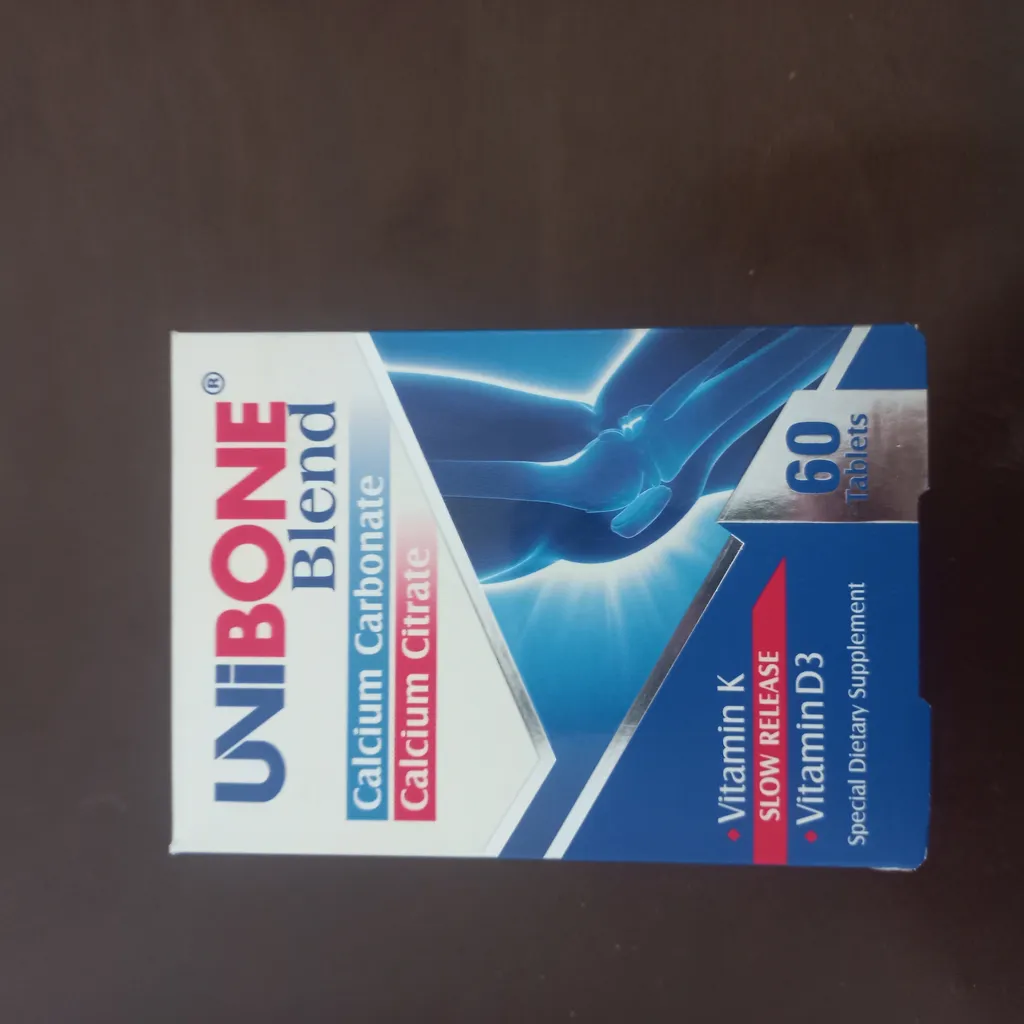 UNiBONE®
Blend
Calcium Carbonate
Calcium Citrate
60
Tablets
• Vitamin K
SLOW RELEASE
• Vitamin D3
Special Dietary Supplement